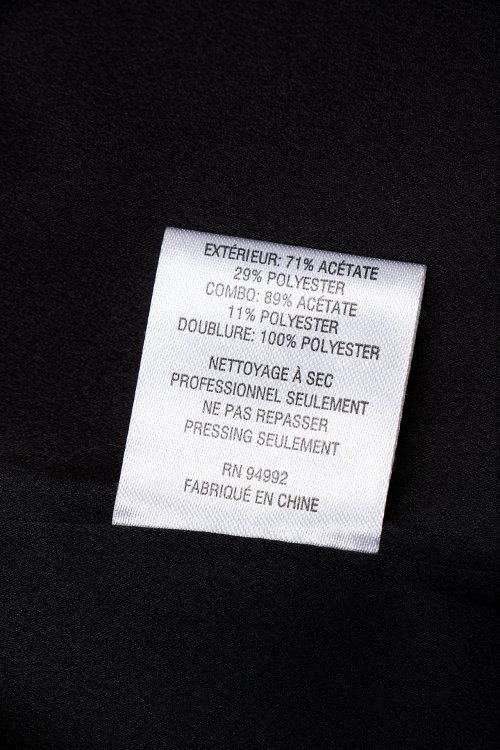 EXTÉRIEUR: 71% ACÉTATE
29% POLYESTER
COMBO: 89% ACÉTATE
11% POLYESTER
DOUBLURE: 100% POLYESTER
NETTOYAGE À SEC
PROFESSIONNEL SEULEMENT
NE PAS REPASSER
PRESSING SEULEMENT
RN 94992
FABRIQUÉ EN CHINE